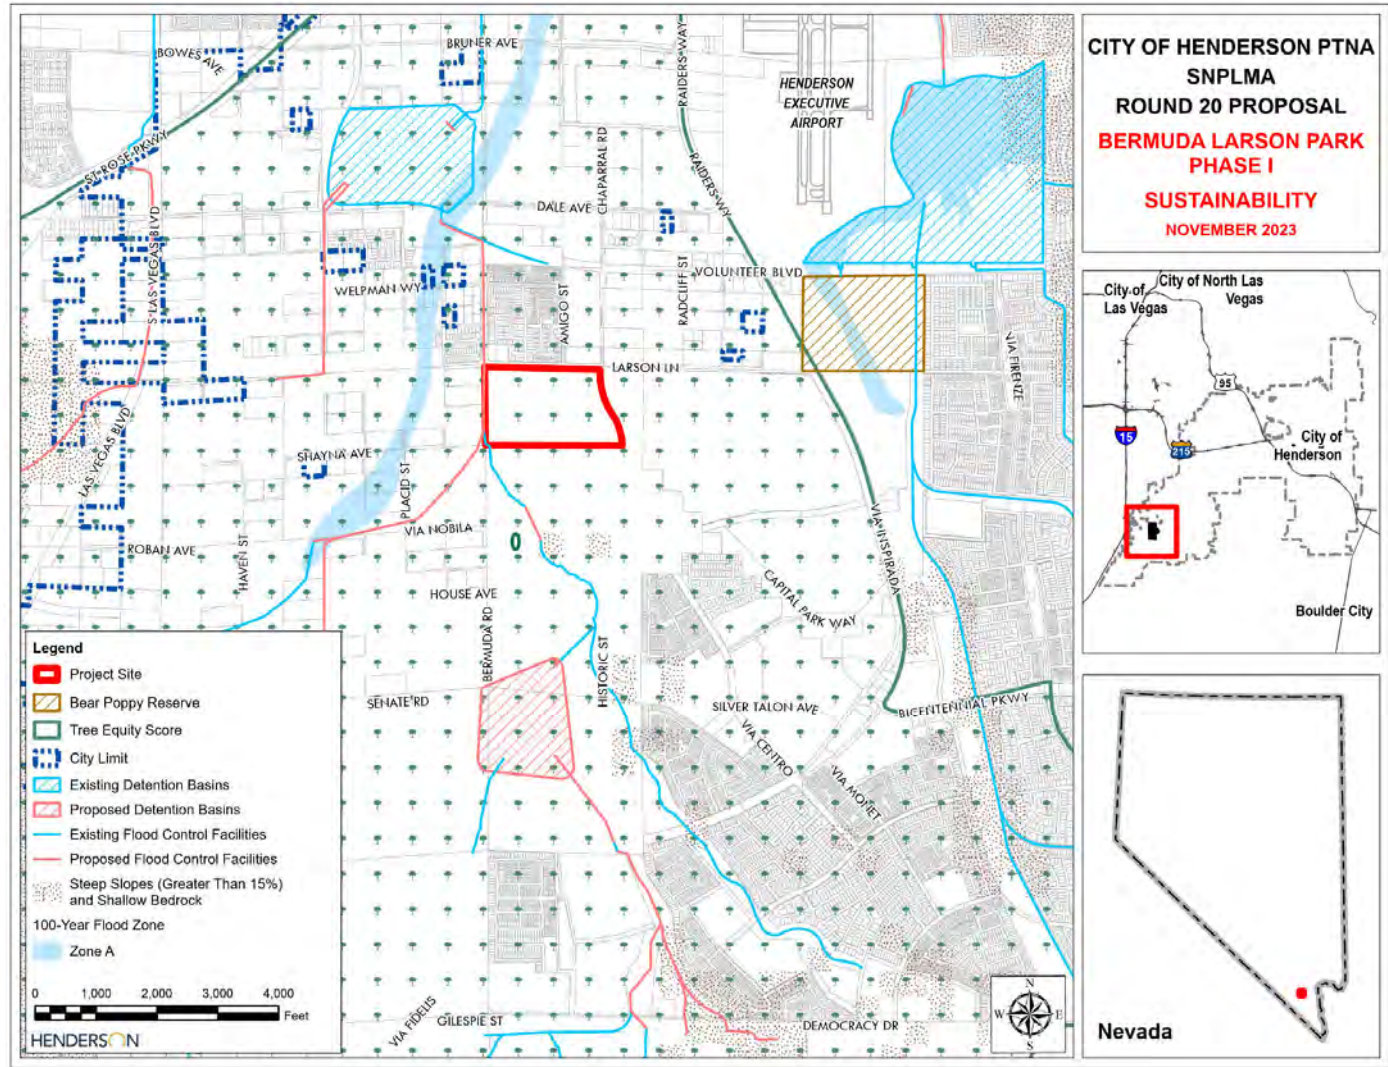 BOWES AVE
BRUNER AVE
RAIDERS WAY
HENDERSON
EXECUTIVE
AIRPORT
ST ROSE PKWY
CHAPARRAL RD
RAIDERS WY
DALE AVE
S LAS VEGAS BLVD
WELPMAN WY
AMIGO ST
RADCLIFF ST
VOLUNTEER BLVD
LARSON LN
VIA FIRENZE
LAS VEGAS BLVD
SHAYNA AVE
PLACID ST
VIA NOBILA
ROBAN AVE
HAVEN ST
VIA INSPIRADA
HOUSE AVE
CAPITAL PARK WAY
BERMUDA RD
HISTORIC ST
SENATE RD
SILVER TALON AVE
BICENTENNIAL PKWY
VIA CENTRO
VIA MONET
VIA FIDELIS
GILESPIE ST
DEMOCRACY DR
N
W
E
S
Legend
Project Site
Bear Poppy Reserve
Tree Equity Score
City Limit
Existing Detention Basins
Proposed Detention Basins
Existing Flood Control Facilities
Proposed Flood Control Facilities
Steep Slopes (Greater Than 15%)
and Shallow Bedrock
100-Year Flood Zone
Zone A
0 1,000 2,000 3,000 4,000
Feet
HENDERSON
CITY OF HENDERSON PTNA
SNPLMA
ROUND 20 PROPOSAL
BERMUDA LARSON PARK
PHASE I
SUSTAINABILITY
NOVEMBER 2023
City of
Las Vegas
City of North Las
Vegas
95
15
215
City of
Henderson
Boulder City
Nevada